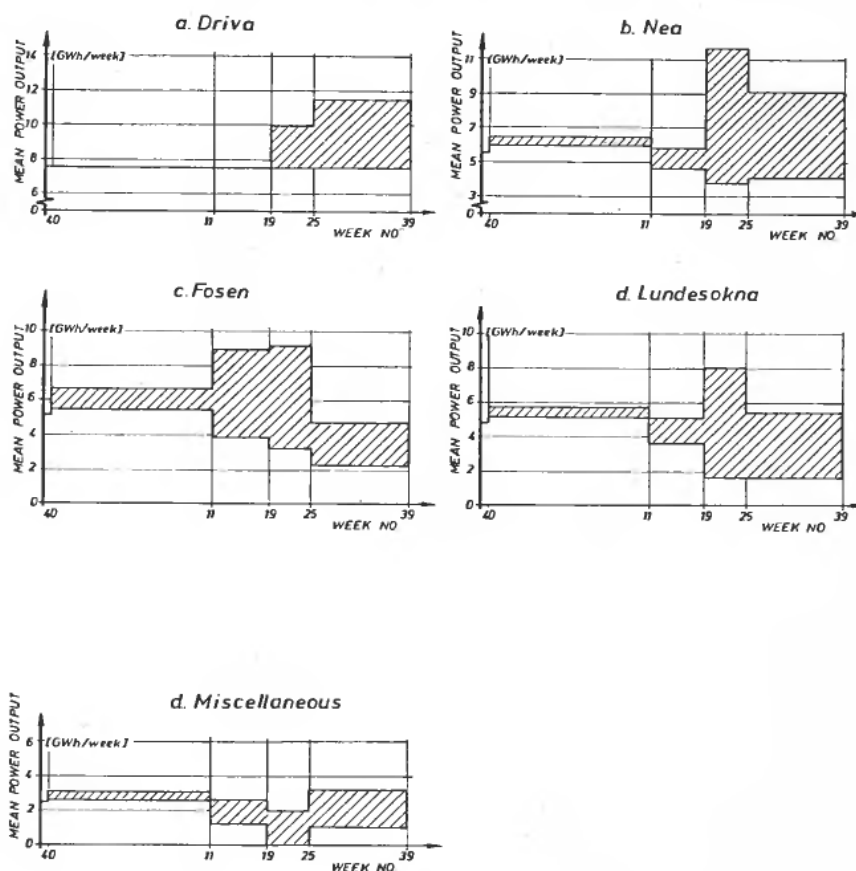 a. Driva
MEAN POWER OUTPUT
[GWh/week]
14
12
10
8
6
0
40
11
19
25
39
WEEK NO
b. Nea
MEAN POWER OUTPUT
[GWh/week]
11
9
7
5
3
0
40
11
19
25
39
WEEK NO.
c. Fosen
MEAN POWER OUTPUT
[GWh/week]
10
8
6
4
2
0
40
11
19
25
39
WEEK NO
d. Lundesokna
MEAN POWER OUTPUT
[GWh/week]
10
8
6
4
2
0
40
11
19
25
39
WEEK NO.
d. Miscellaneous
MEAN POWER OUTPUT
[GWh/week]
6
4
2
0
40
11
19
25
39
WEEK NO.